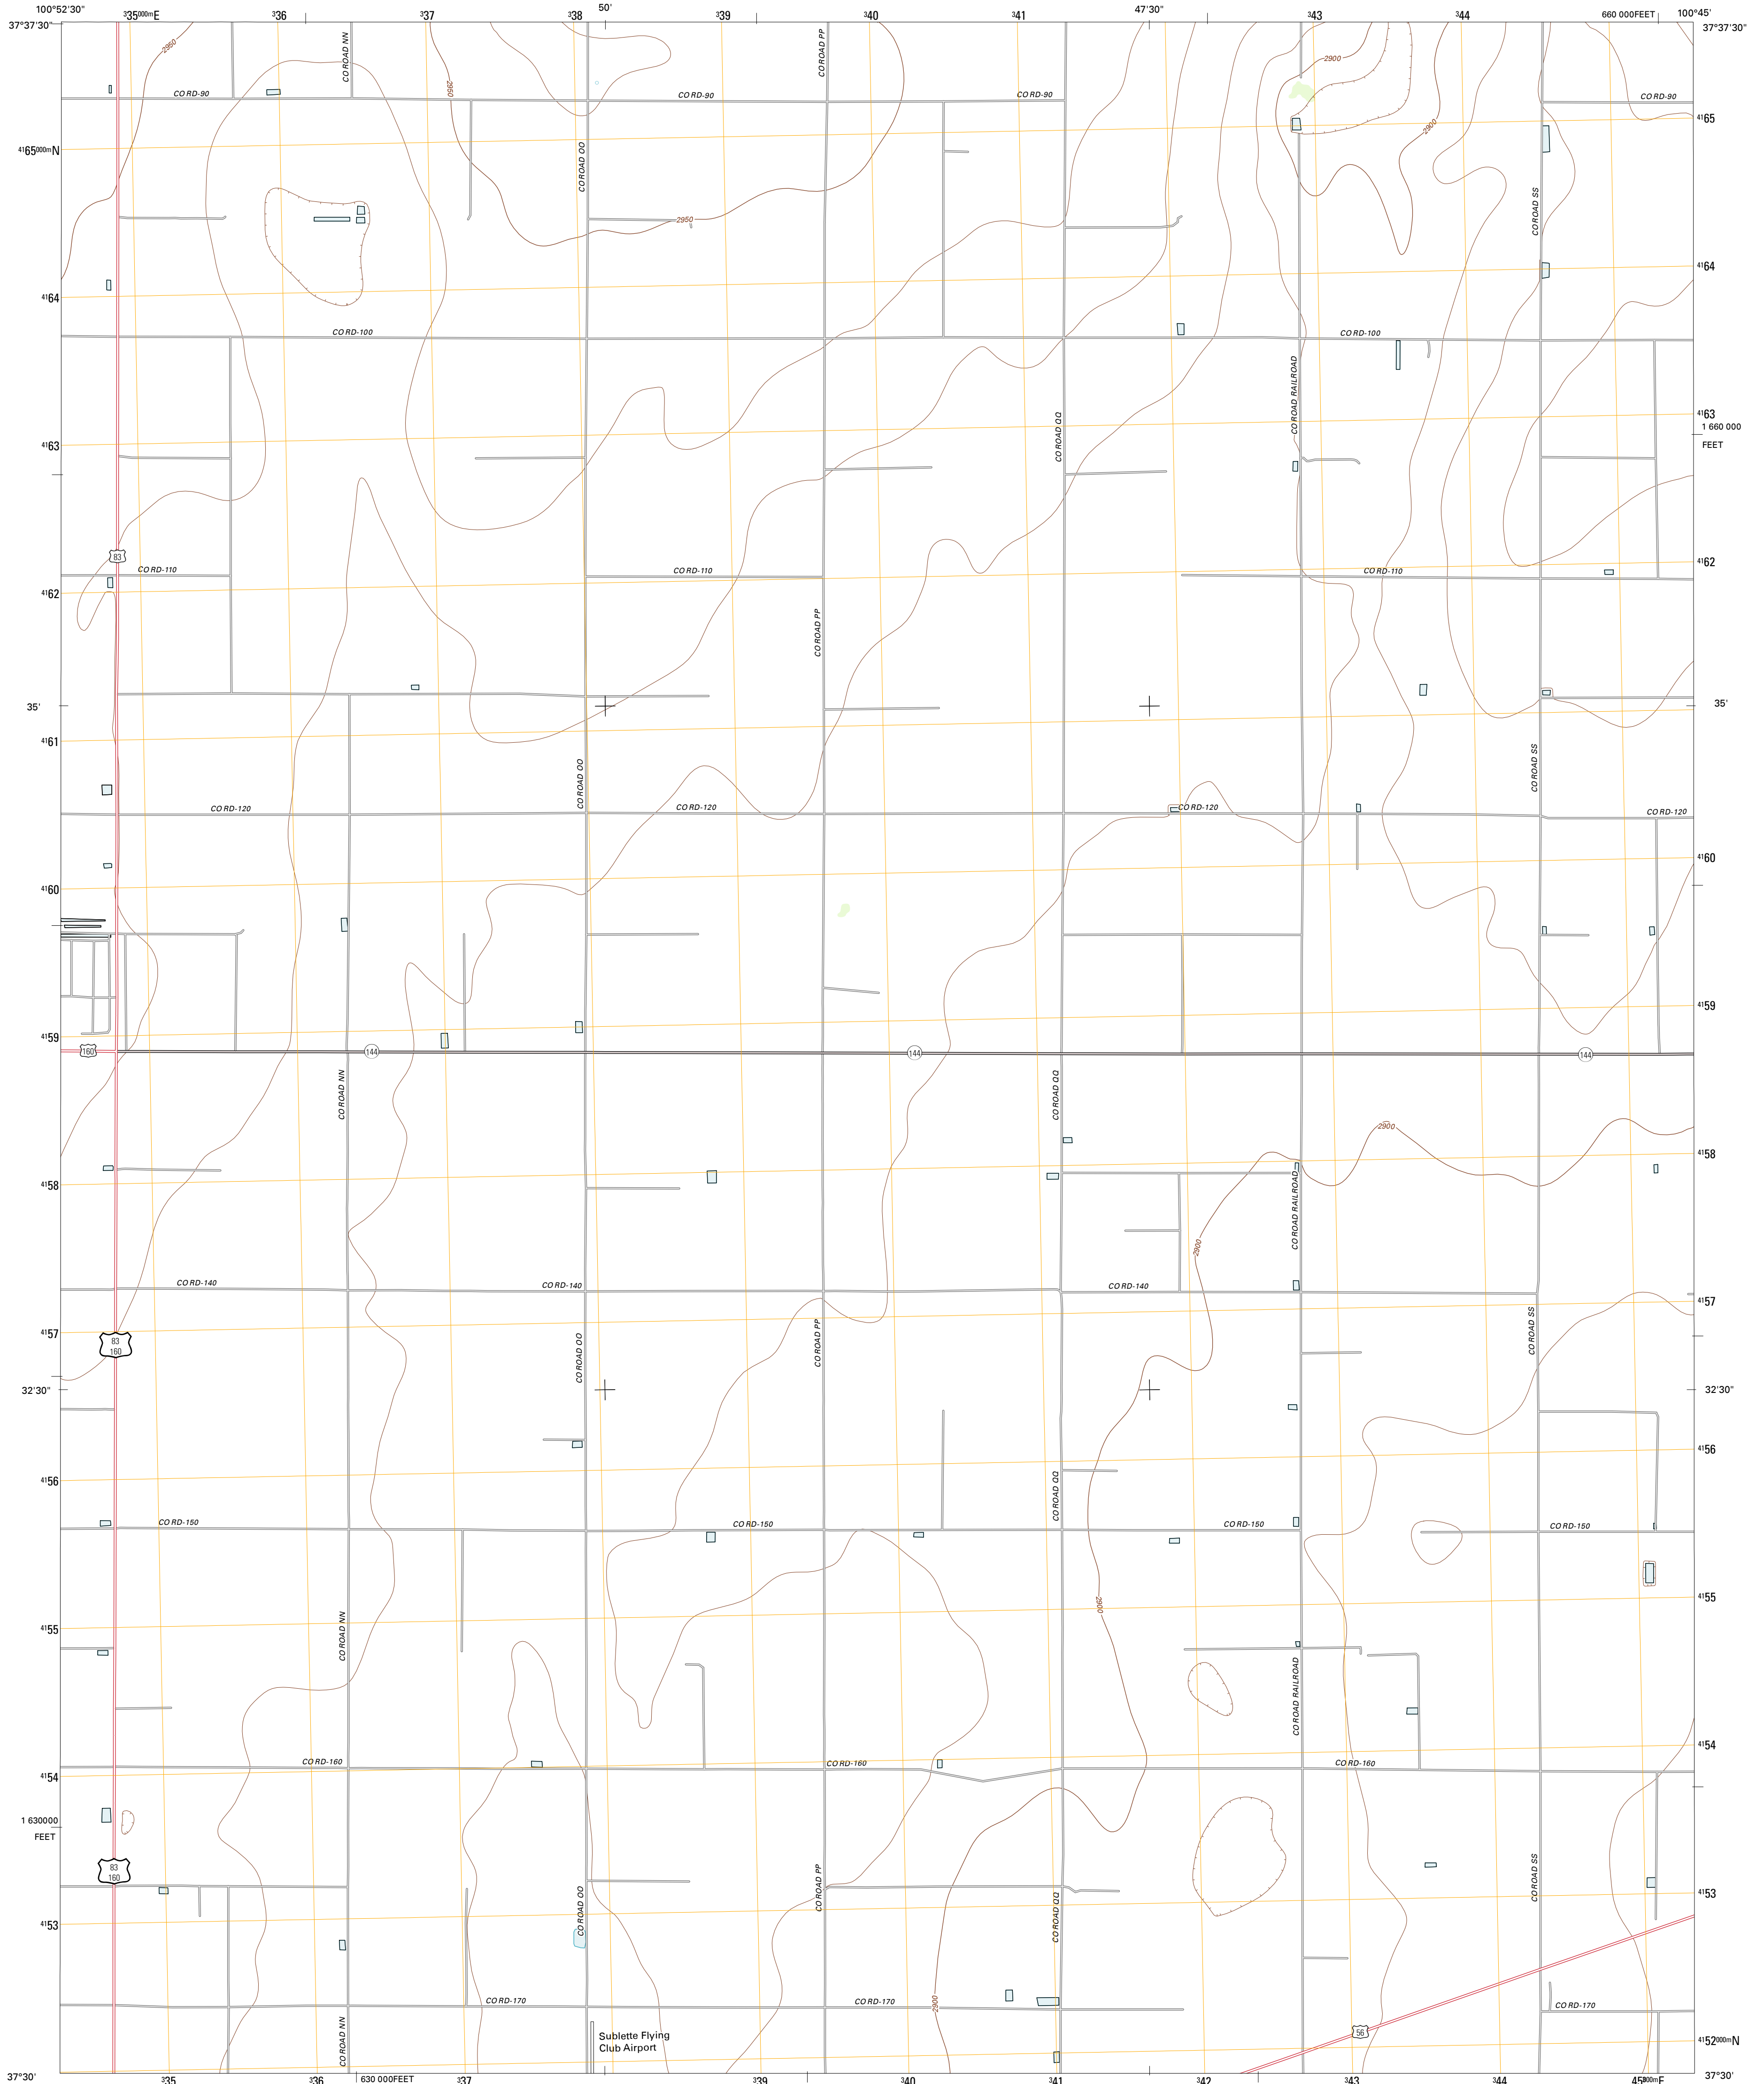 100°52'30"
³35⁰⁰⁰ᵐE
³36
³37
³38
50'
³39
³40
³41
47'30"
³43
³44
660 000FEET
100°45'
37°37'30"
37°37'30"
2950
CO ROAD NN
2950
CO ROAD PP
2900
CO RD-90
CO RD-90
CO RD-90
CO RD-90
2900
⁴¹65
⁴¹65⁰⁰⁰ᵐN
CO ROAD OO
CO ROAD SS
2950
⁴¹64
⁴¹64
CO RD-100
CO RD-100
CO ROAD RAILROAD
CO ROAD QQ
⁴¹63
1 660 000
FEET
⁴¹63
83
⁴¹62
CO RD-110
CO RD-110
CO RD-110
⁴¹62
CO ROAD PP
35'
35'
⁴¹61
CO ROAD OO
CO ROAD SS
CO RD-120
CO RD-120
CO RD-120
CO RD-120
⁴¹60
⁴¹60
⁴¹59
⁴¹59
160
144
144
144
CO ROAD NN
CO ROAD QQ
2900
⁴¹58
⁴¹58
CO ROAD RAILROAD
2900
CO RD-140
CO RD-140
CO RD-140
⁴¹57
⁴¹57
CO ROAD SS
83
160
CO ROAD PP
CO ROAD OO
32'30"
32'30"
⁴¹56
⁴¹56
CO ROAD QQ
CO RD-150
CO RD-150
CO RD-150
CO RD-150
⁴¹55
2900
⁴¹55
CO ROAD NN
CO ROAD RAILROAD
⁴¹54
CO RD-160
CO RD-160
CO RD-160
⁴¹54
1 630000
FEET
83
160
CO ROAD PP
CO ROAD SS
⁴¹53
CO ROAD OO
CO ROAD QQ
⁴¹53
CO RD-170
CO RD-170
2900
CO RD-170
56
CO ROAD NN
Sublette Flying
Club Airport
⁴¹52⁰⁰⁰ᵐN
37°30'
³35
³36
630 000FEET
³37
³39
³40
³41
³42
³43
³44
37°30'